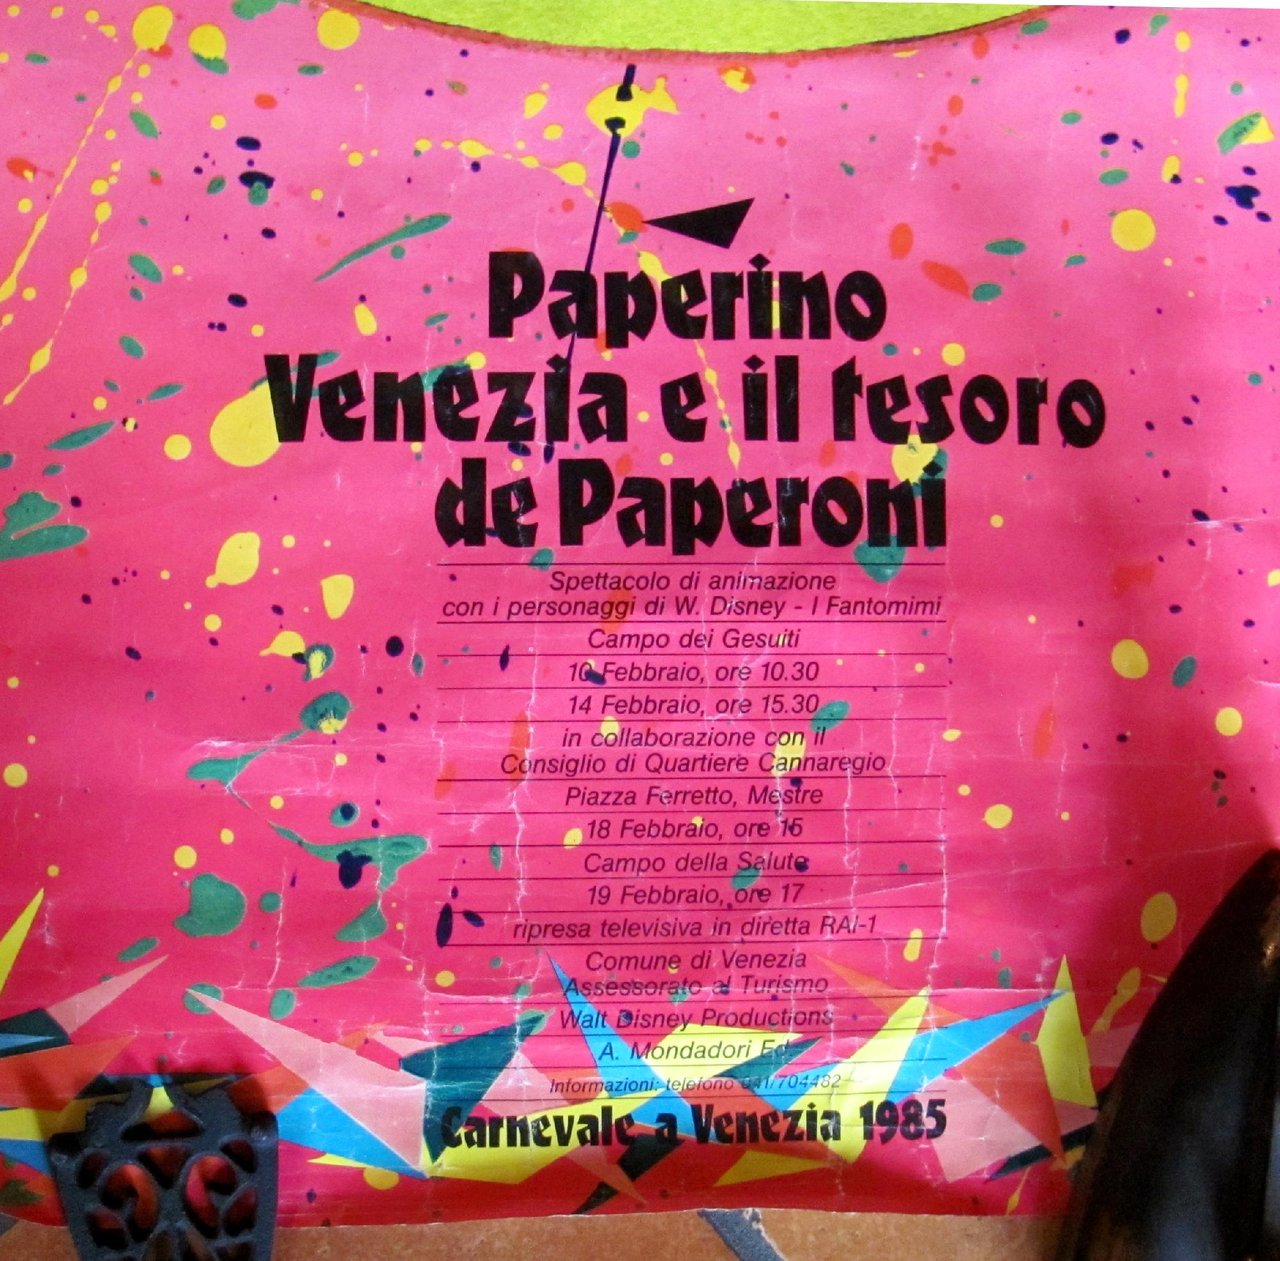 Paperino
Venezia e il tesoro
de Paperoni
Spettacolo di animazione
con i personaggi di W. Disney - I Fantomimi
Campo dei Gesuiti
10 Febbraio, ore 10.30
14 Febbraio, ore 15.30
in collaborazione con il
Consiglio di Quartiere Cannaregio
Piazza Ferretto, Mestre
18 Febbraio, ore 15
Campo della Salute
19 Febbraio, ore 17
ripresa televisiva in diretta RAI-1
Comune di Venezia
Assessorato al Turismo
Walt Disney Productions
A. Mondadori Ed.
Informazioni: telefono 041/704482
Carnevale a Venezia 1985